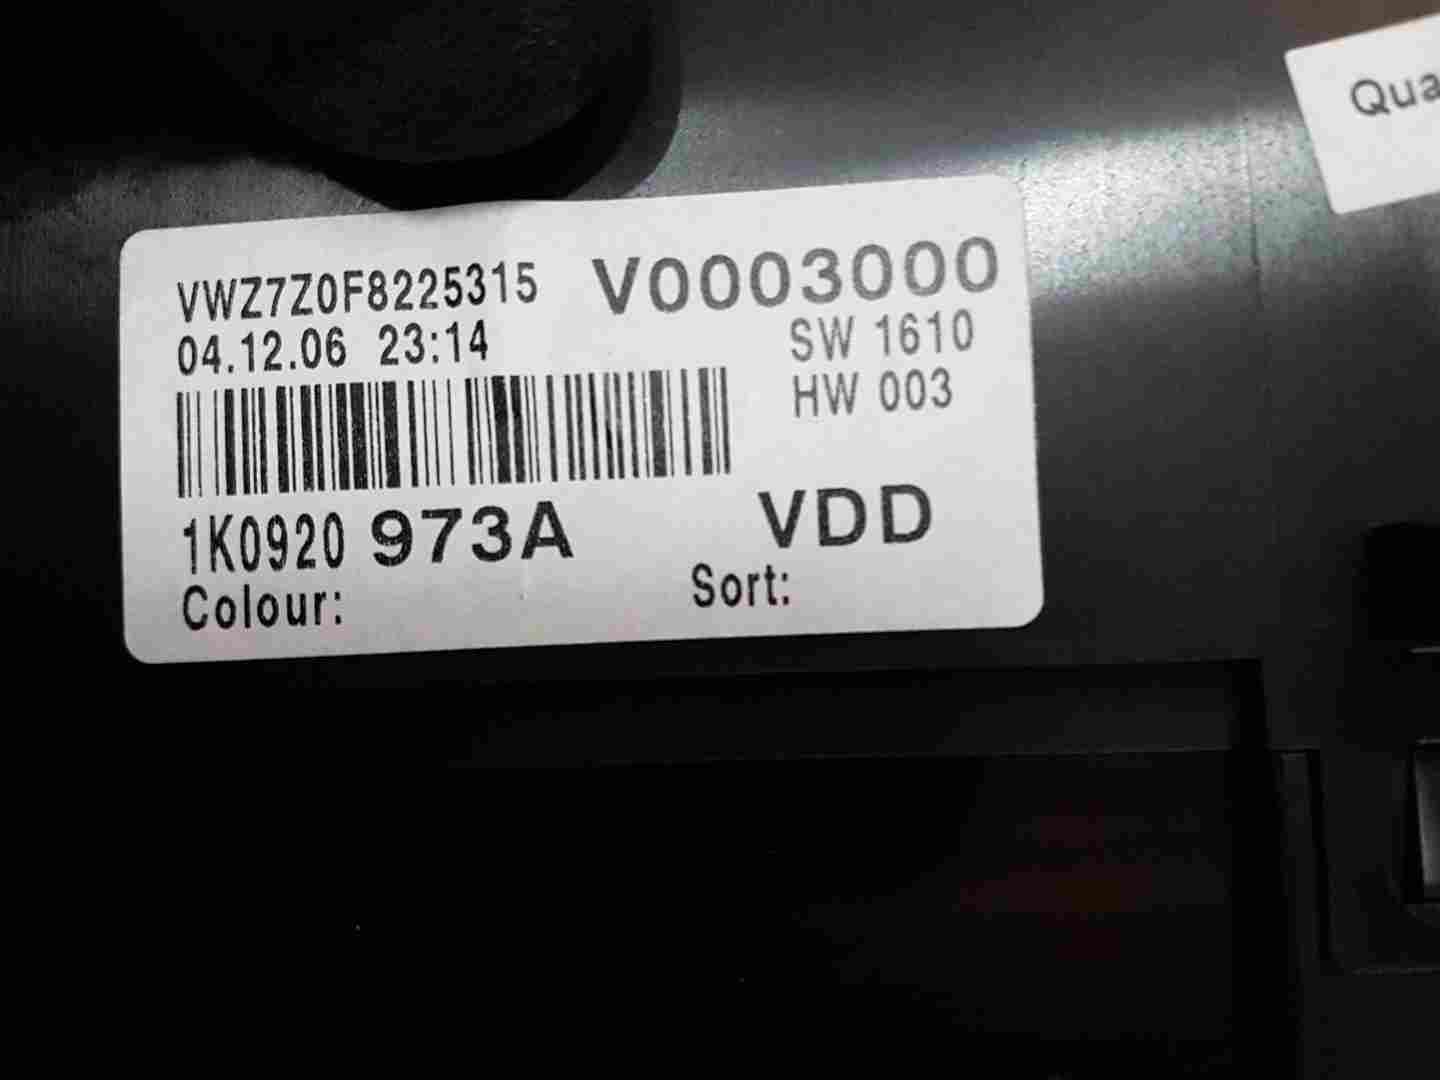 VWZ7Z0F8225315 V0003000
04.12.06 23:14 SW 1610
HW 003
1K0920 973A VDD
Colour: Sort:
Qua